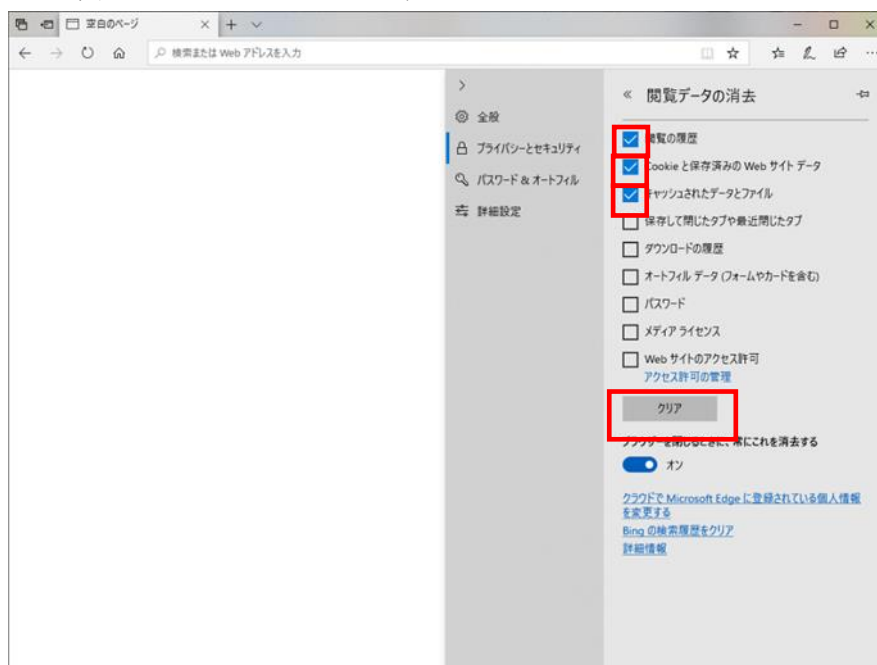 空白のページ
検索または Web アドレスを入力
全般
プライバシーとセキュリティ
パスワード & オートフィル
詳細設定
閲覧データの消去
閲覧の履歴
Cookie と保存済みの Web サイト データ
キャッシュされたデータとファイル
保存して閉じたタブや最近閉じたタブ
ダウンロードの履歴
オートフィル データ (フォームやカードを含む)
パスワード
メディア ライセンス
Web サイトのアクセス許可
アクセス許可の管理
クリア
ブラウザーを閉じるときに、常にこれを消去する
オン
クラウドで Microsoft Edge に登録されている個人情報
を変更する
Bing の検索履歴をクリア
詳細情報